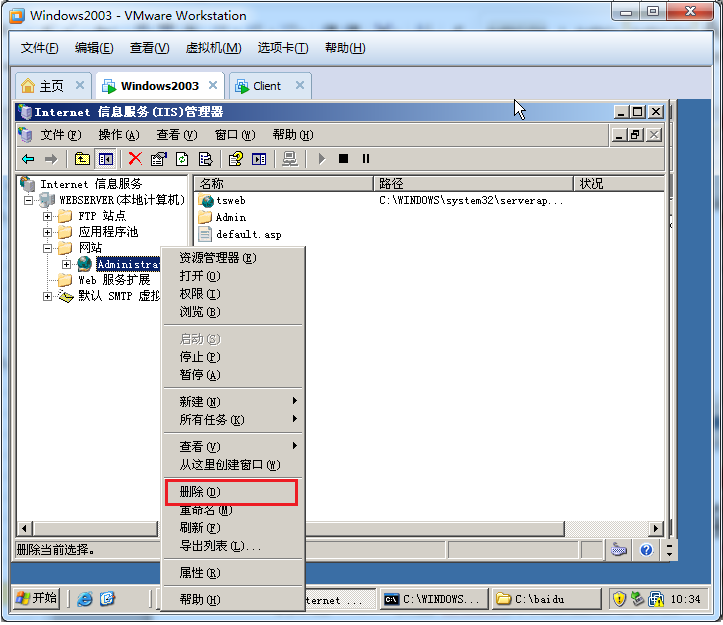 Windows2003 - VMware Workstation
文件(F) 编辑(E) 查看(V) 虚拟机(M) 选项卡(T) 帮助(H)
主页 Windows2003 Client
Internet 信息服务(IIS)管理器
文件(F) 操作(A) 查看(V) 窗口(W) 帮助(H)
Internet 信息服务
WEBSERVER(本地计算机)
FTP 站点
应用程序池
网站
Administra
Web 服务扩展
默认 SMTP 虚拟
名称 路径 状况
tsweb C:\WINDOWS\system32\serverap...
Admin
default.asp
资源管理器(E)
打开(O)
权限(I)
浏览(B)
启动(S)
停止(P)
暂停(A)
新建(N)
所有任务(K)
查看(V)
从这里创建窗口(W)
删除(D)
重命名(M)
刷新(F)
导出列表(L)...
属性(R)
帮助(H)
删除当前选择。
开始 ternet ... C:\WINDOWS... C:\baidu 10:34